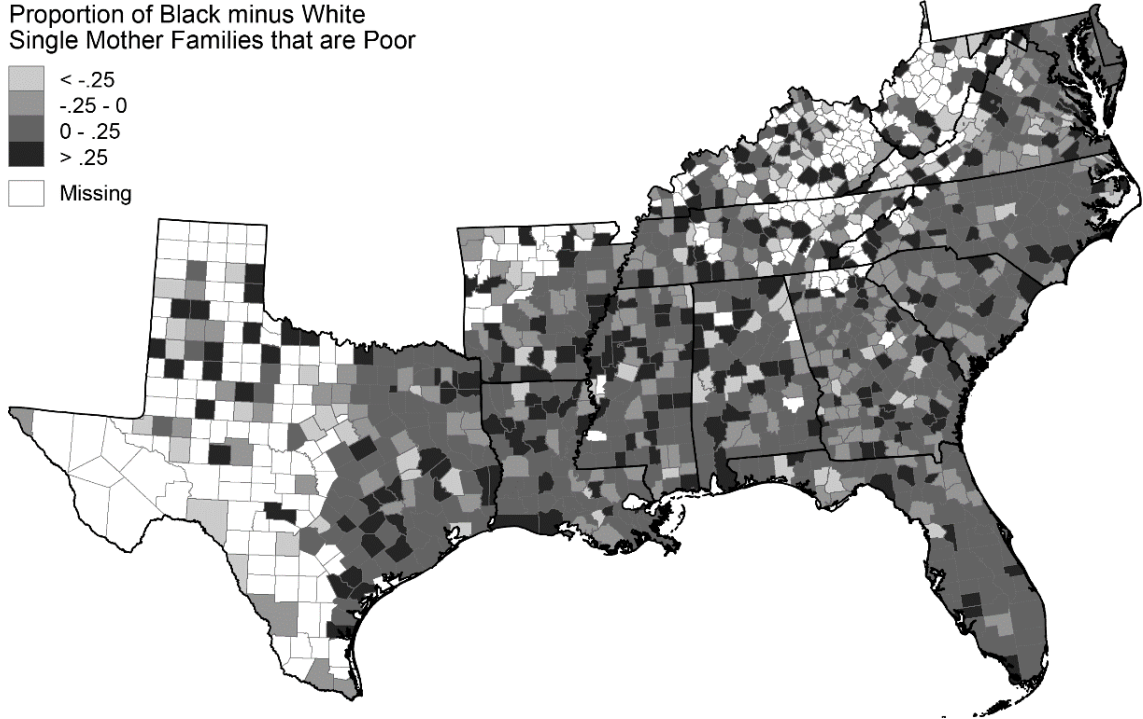 Proportion of Black minus White
Single Mother Families that are Poor
< -.25
-.25 - 0
0 - .25
> .25
Missing